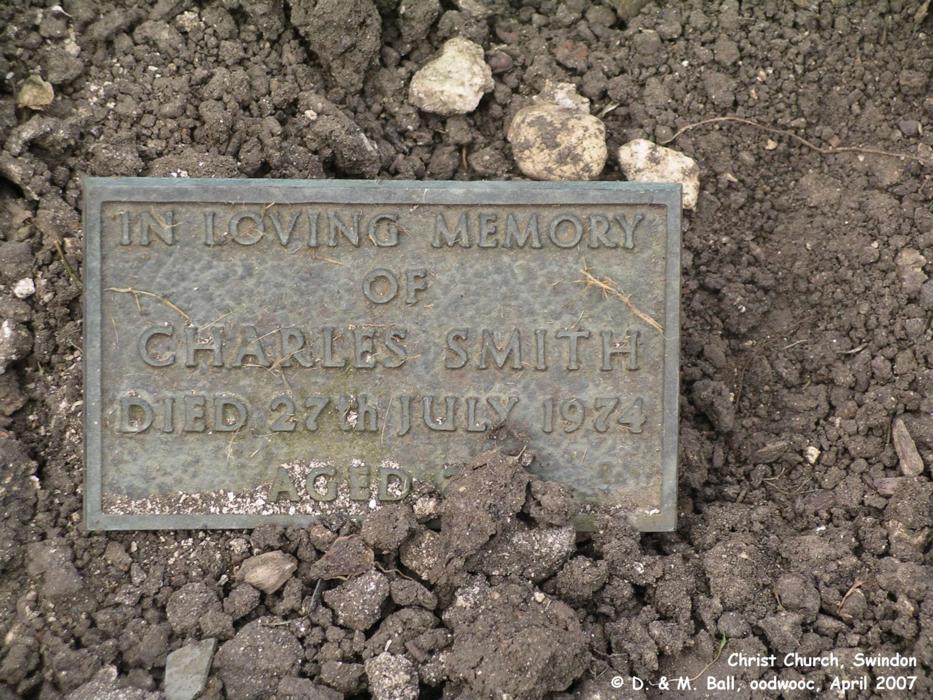 IN LOVING MEMORY
OF
CHARLES SMITH
DIED 27th JULY 1974
AGED
Christ Church, Swindon
© D. & M. Ball, oodwooc, April 2007